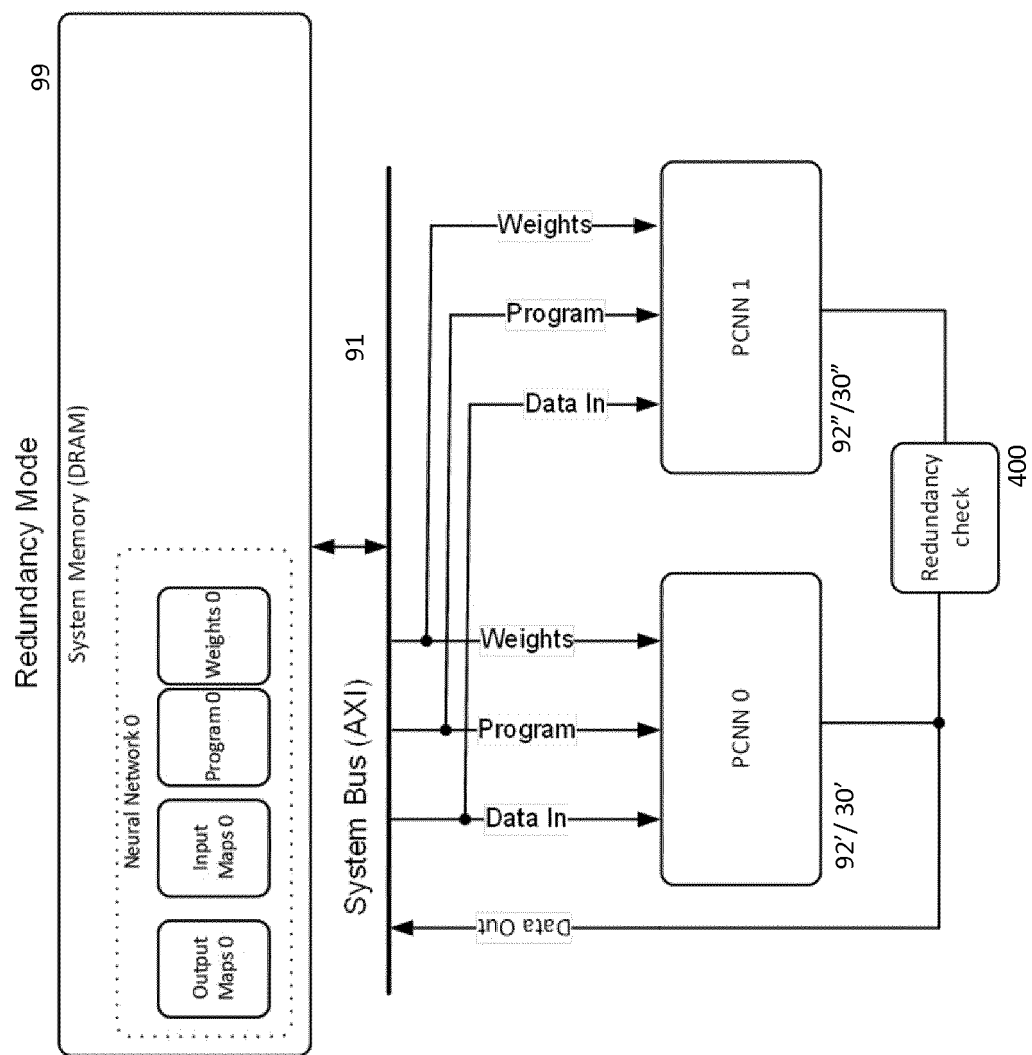 Redundancy Mode
99
System Memory (DRAM)
Neural Network 0
Output
Maps 0
Input
Maps 0
Program 0
Weights 0
System Bus (AXI)
91
Data Out
Data In
Program
Weights
Data In
Program
Weights
PCNN 0
92'/ 30'
PCNN 1
92”/30”
Redundancy
check
400